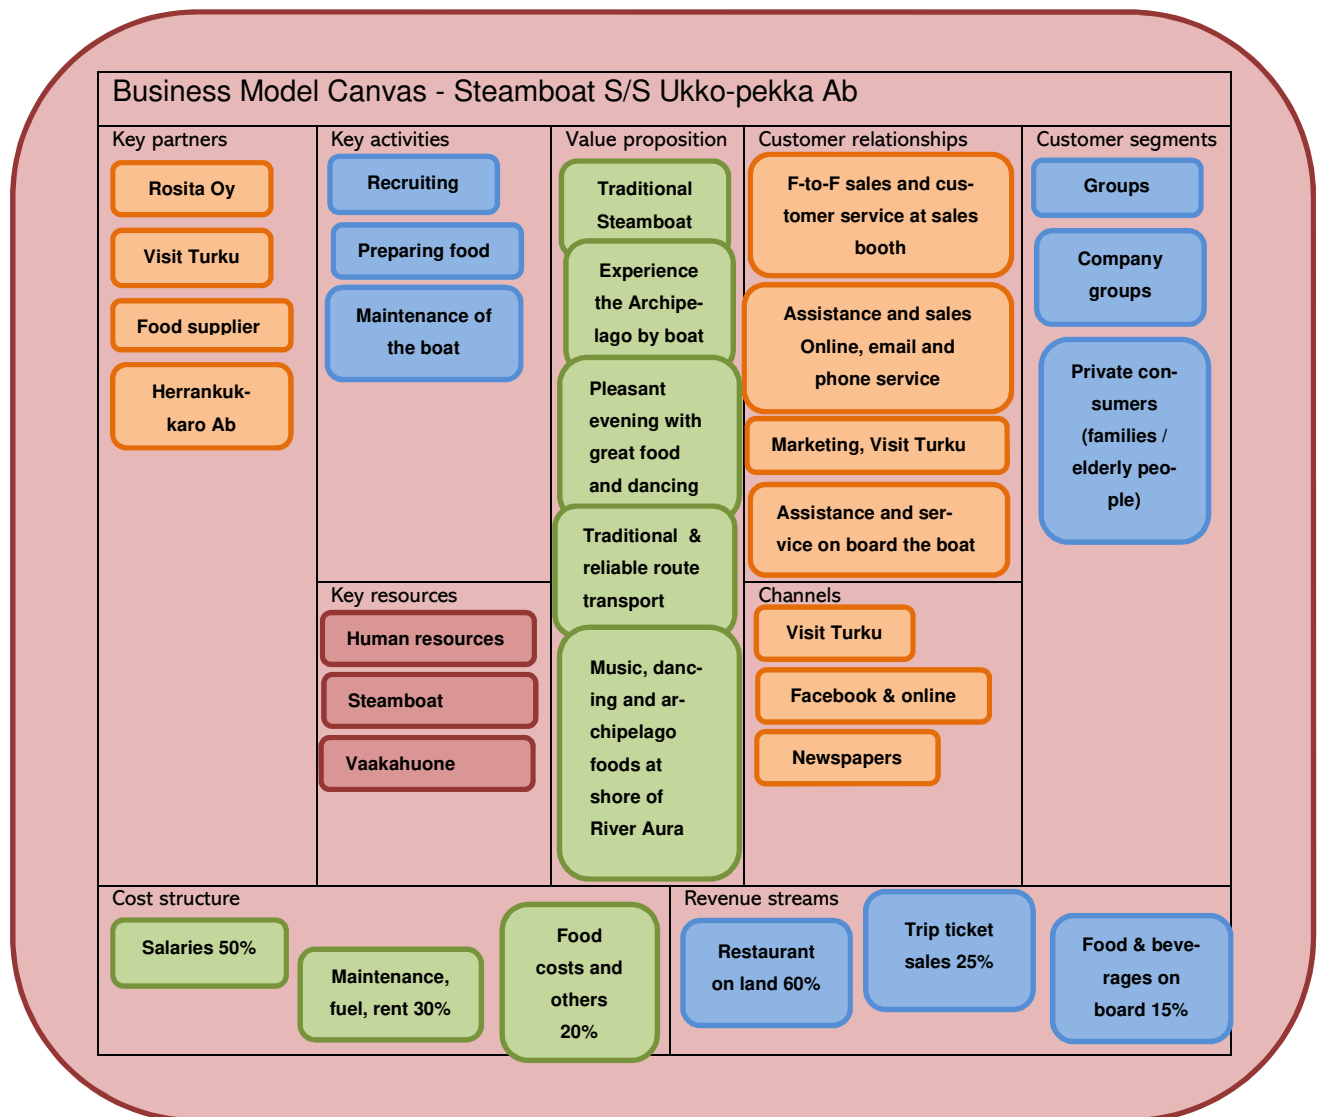 Business Model Canvas - Steamboat S/S Ukko-pekka Ab
Key partners
Rosita Oy
Visit Turku
Food supplier
Herrankuk-
karo Ab
Key activities
Recruiting
Preparing food
Maintenance of
the boat
Key resources
Human resources
Steamboat
Vaakahuone
Value proposition
Traditional
Steamboat
Experience
the Archipe-
lago by boat
Pleasant
evening with
great food
and dancing
Traditional & 
reliable route
transport
Music, danc-
ing and ar-
chipelago
foods at
shore of
River Aura
Customer relationships
F-to-F sales and cus-
tomer service at sales
booth
Assistance and sales
Online, email and
phone service
Marketing, Visit Turku
Assistance and ser-
vice on board the boat
Channels
Visit Turku
Facebook & online
Newspapers
Customer segments
Groups
Company
groups
Private con-
sumers
(families /
elderly peo-
ple)
Cost structure
Salaries 50%
Maintenance,
fuel, rent 30%
Food
costs and
others
20%
Revenue streams
Restaurant
on land 60%
Trip ticket
sales 25%
Food & beve-
rages on
board 15%